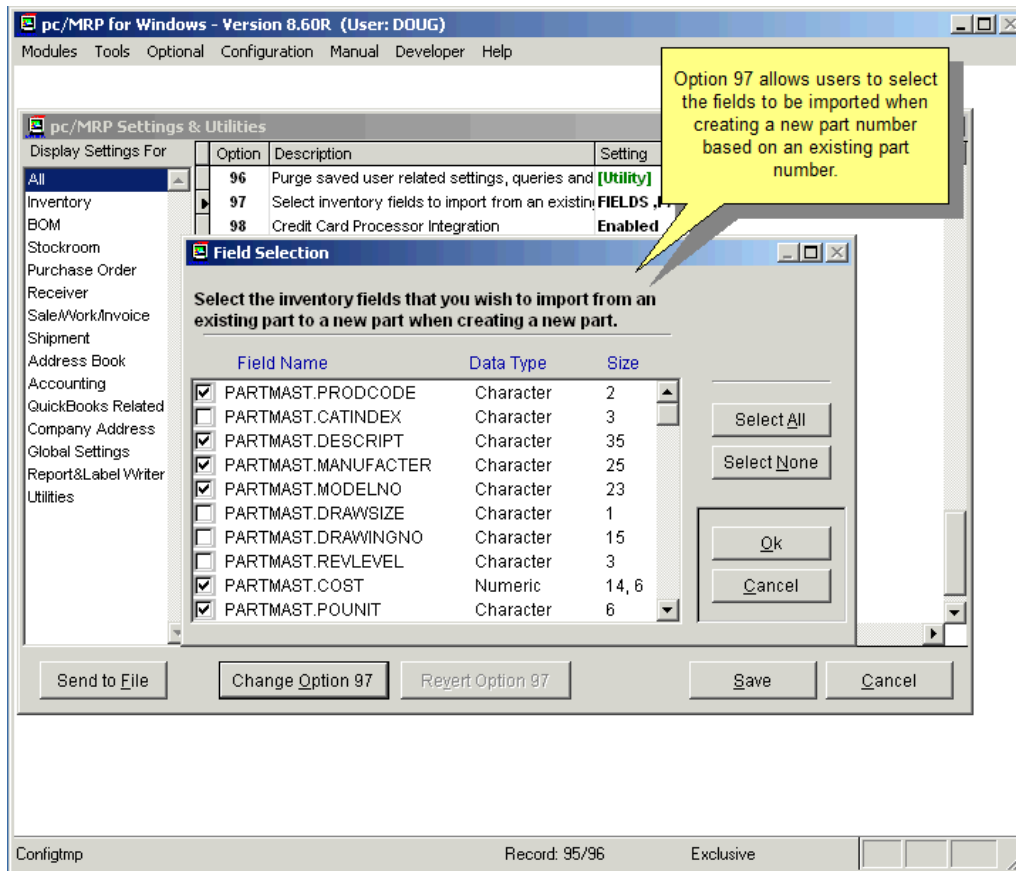 pc/MRP for Windows - Version 8.60R (User: DOUG)
Modules Tools Optional Configuration Manual Developer Help
Option 97 allows users to select
the fields to be imported when
creating a new part number
based on an existing part
number.
pc/MRP Settings & Utilities
Display Settings For
Option Description Setting
All
Inventory
BOM
Stockroom
Purchase Order
Receiver
Sale/Work/Invoice
Shipment
Address Book
Accounting
QuickBooks Related
Company Address
Global Settings
Report&Label Writer
Utilities
96 Purge saved user related settings, queries and [Utility]
97 Select inventory fields to import from an existin FIELDS ,
98 Credit Card Processor Integration Enabled
Field Selection
Select the inventory fields that you wish to import from an
existing part to a new part when creating a new part.
Field Name Data Type Size
PARTMAST.PRODCODE Character 2
PARTMAST.CATINDEX Character 3
PARTMAST.DESCRIPT Character 35
PARTMAST.MANUFACTER Character 25
PARTMAST.MODELNO Character 23
PARTMAST.DRAWSIZE Character 1
PARTMAST.DRAWINGNO Character 15
PARTMAST.REVLEVEL Character 3
PARTMAST.COST Numeric 14, 6
PARTMAST.POUNIT Character 6
Select All
Select None
Ok
Cancel
Send to File Change Option 97 Revert Option 97 Save Cancel
Configtmp Record: 95/96 Exclusive